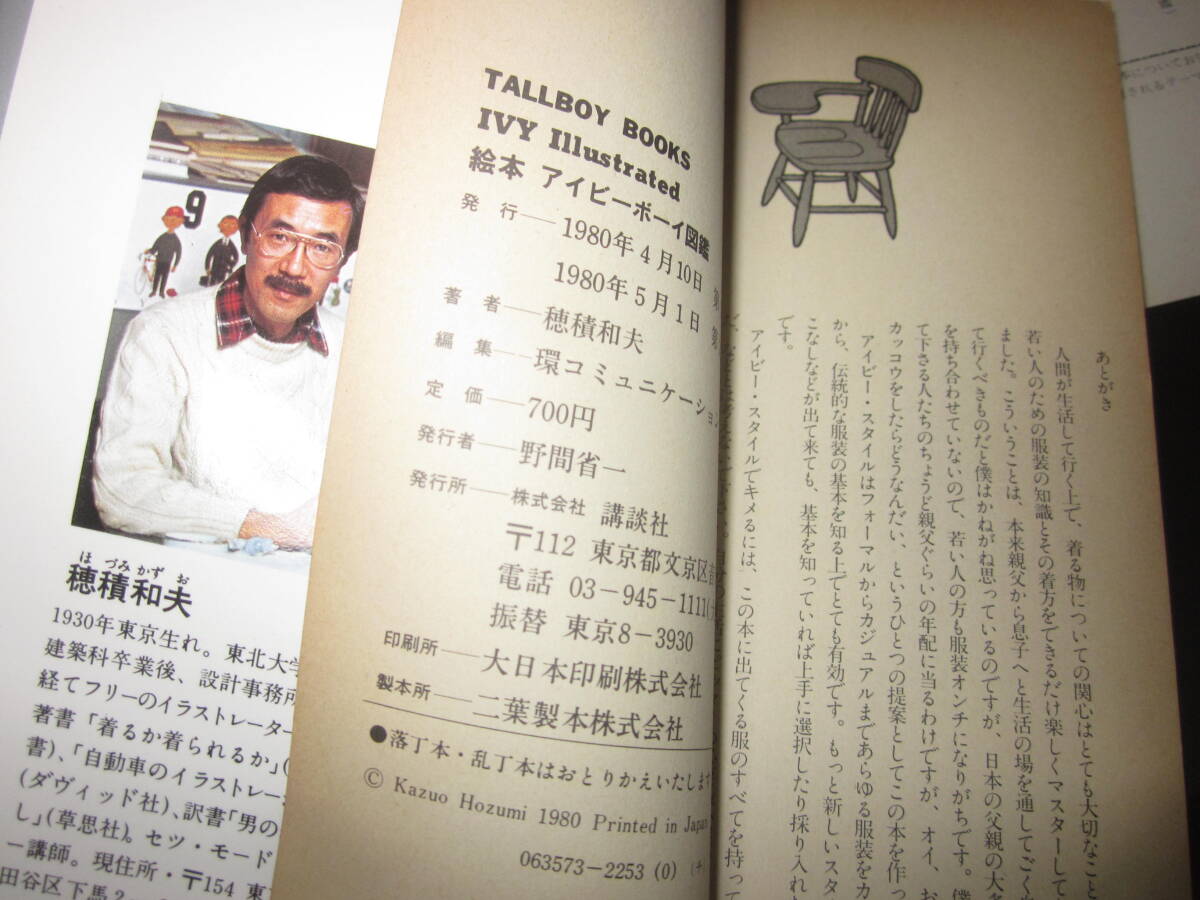 9
ほづみかずお
穂積和夫
1930年東京生れ。東北大学
建築科卒業後、設計事務所
経てフリーのイラストレーター
著書「着るか着られるか」(
書)、「自動車のイラストレー
(ダヴィッド社)、訳書「男の
し」(草思社)。セツ・モード
ー講師。現住所・〒154 東
田谷区下馬2
TALLBOY BOOKS
IVY Illustrated
絵本 アイビーボーイ図鑑
発行──1980年4月10日 第
1980年5月1日 第
著者──穂積和夫
編集──環コミュニケーション
定価──700円
発行者──野間省一
発行所──株式会社 講談社
〒112 東京都文京区音
電話 03-945-1111(大
振替 東京8-3930
印刷所──大日本印刷株式会社
製本所──二葉製本株式会社
●落丁本・乱丁本はおとりかえいたします
© Kazuo Hozumi 1980 Printed in Japan
063573-2253 (0) (
あとがき
人間が生活して行く上で、着る物についての関心はとても大切なこと
若い人のための服装の知識とその着方をできるだけ楽しくマスターして
ました。こういうことは、本来親父から息子へと生活の場を通してごく
て行くべきものだと僕はかねがね思っているのですが、日本の父親の大
を持ち合わせていないので、若い人の方も服装オンチになりがちです。僕
て下さる人たちのちょうど親父ぐらいの年配に当るわけですが、オイ、お
カッコウをしたらどうなんだい、というひとつの提案としてこの本を作っ
アイビー・スタイルはフォーマルからカジュアルまであらゆる服装をカ
から、伝統的な服装の基本を知る上でとても有効です。もっと新しいスタ
こなしなどが出て来ても、基本を知っていれば上手に選択したり採り入れ
です。
アイビー・スタイルでキメるには、この本に出てくる服のすべてを持って